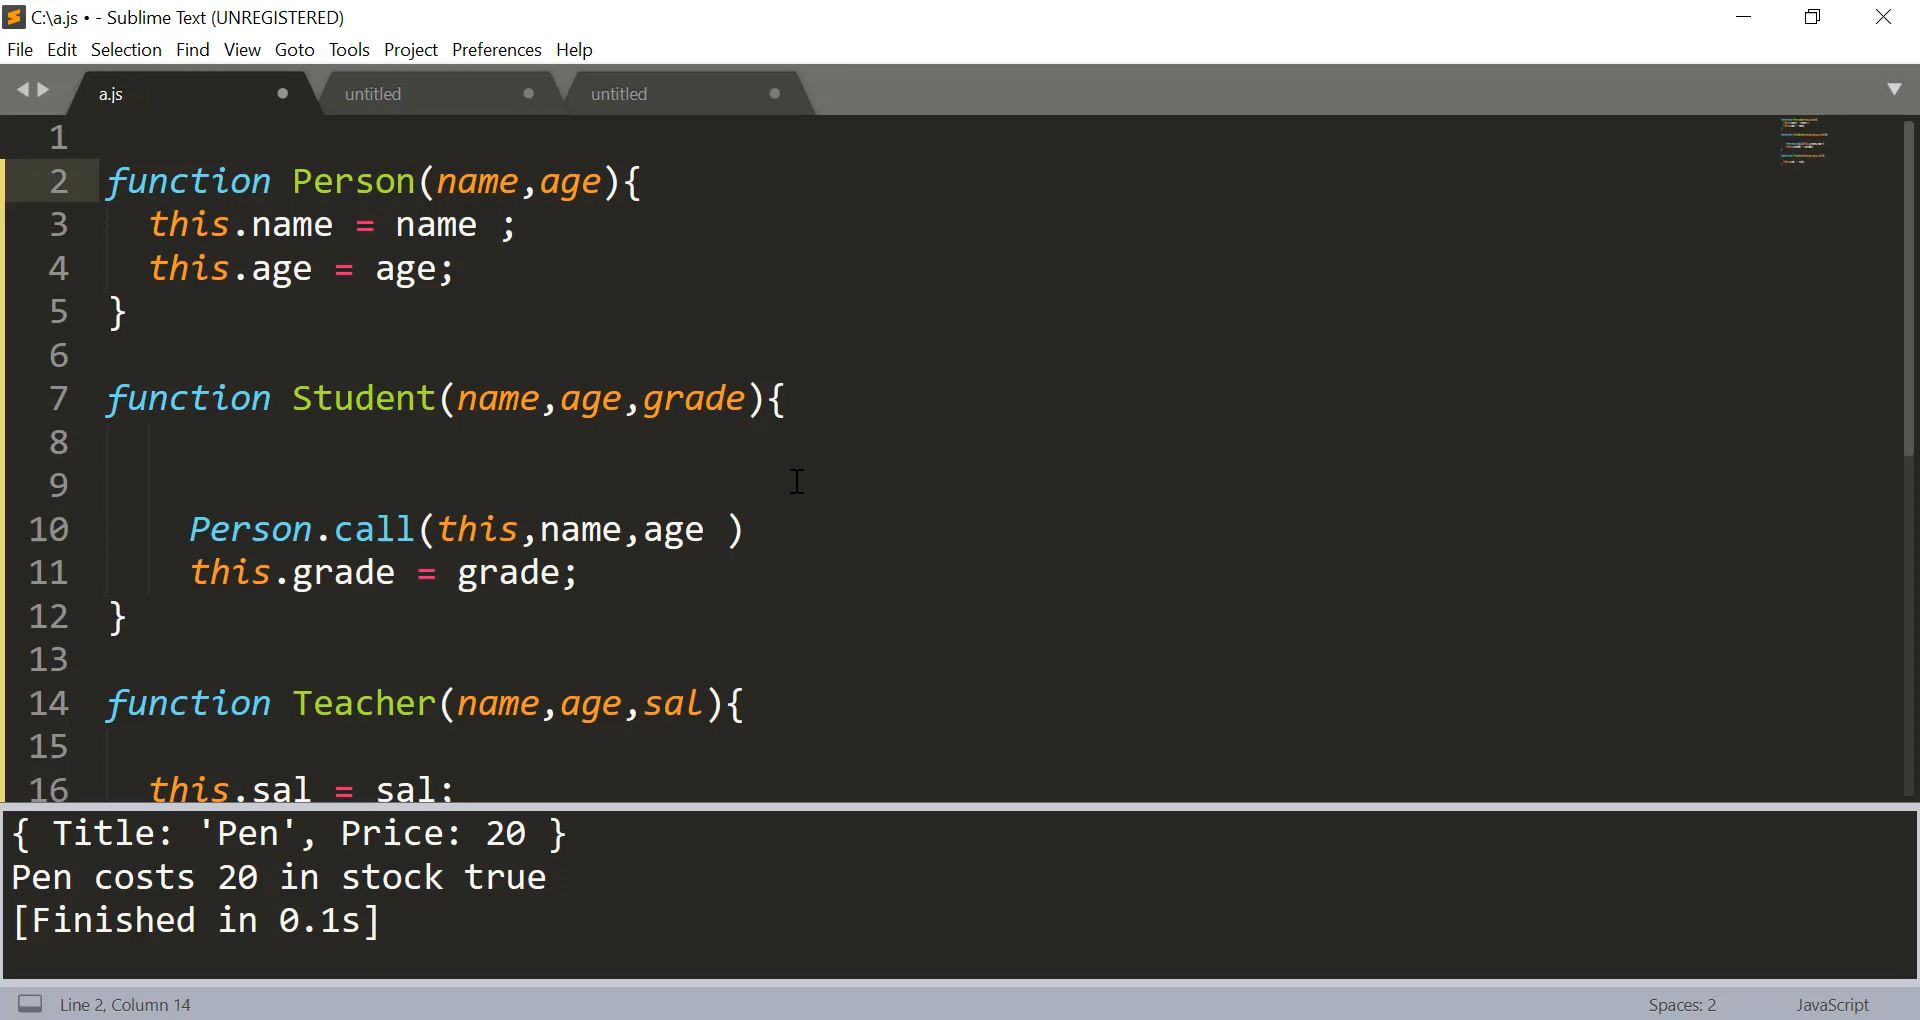 C:\a.js • - Sublime Text (UNREGISTERED)
File Edit Selection Find View Goto Tools Project Preferences Help
a.js untitled untitled
1
2 function Person(name,age){
3 this.name = name ;
4 this.age = age;
5 }
6
7 function Student(name,age,grade){
8
9
10 Person.call(this,name,age )
11 this.grade = grade;
12 }
13
14 function Teacher(name,age,sal){
15
16 this.sal = sal;
{ Title: 'Pen', Price: 20 }
Pen costs 20 in stock true
[Finished in 0.1s]
Line 2, Column 14 Spaces: 2 JavaScript